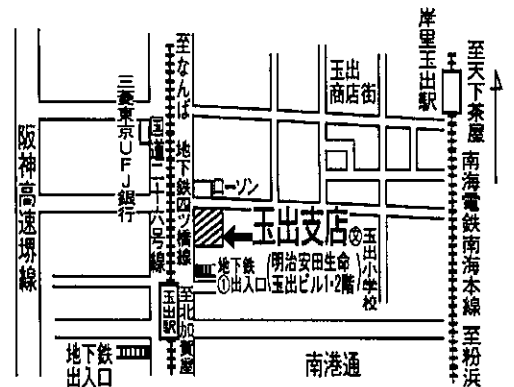 岸里玉出駅
至天下茶屋
南海電鉄南海本線
至粉浜
玉出
商店街
至なんば
地下鉄四ツ橋線
国道二十六号線
三菱東京UFJ銀行
阪神高速堺線
ローソン
玉出支店
文
玉出小学校
地下鉄
①出入口
明治安田生命
玉出ビル1・2階
玉出駅
至北加賀屋
地下鉄
出入口
南港通